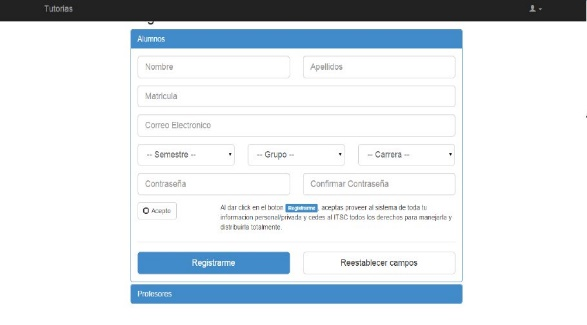 Tutorias
Alumnos
Nombre Apellidos
Matricula
Correo Electronico
-- Semestre -- -- Grupo -- -- Carrera --
Contraseña Confirmar Contraseña
Acepto Al dar click en el boton Registrarme, aceptas proveer al sistema de toda tu
informacion personal/privada y cedes al ITSC todos los derechos para manejarla y
distribuirla totalmente.
Registrarme Reestablecer campos
Profesores